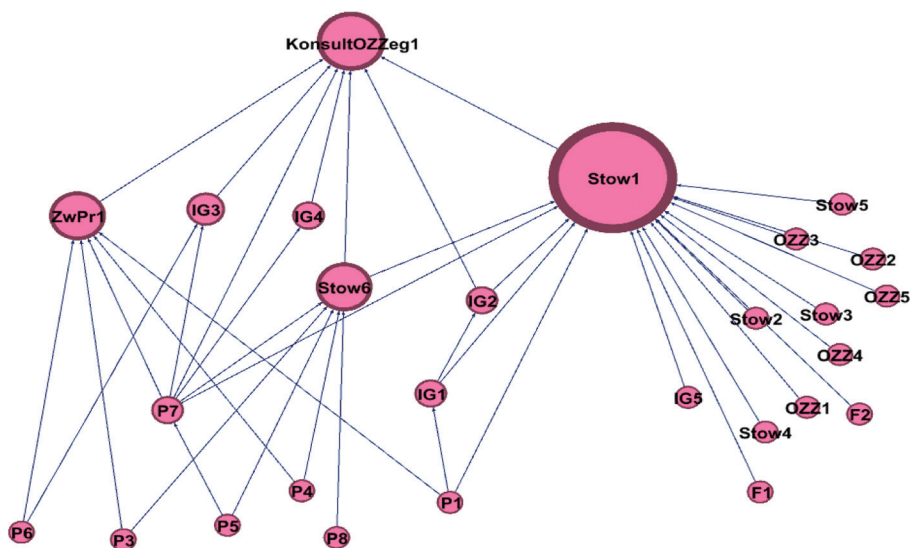 KonsultOZZeg1
Stow1
Stow5
ZwPr1
IG3
IG4
OZZ3
OZZ2
Stow6
IG2
OZZ5
Stow2
Stow3
OZZ4
IG1
IG5
OZZ1
F2
P7
Stow4
P4
P1
F1
P6
P3
P5
P8